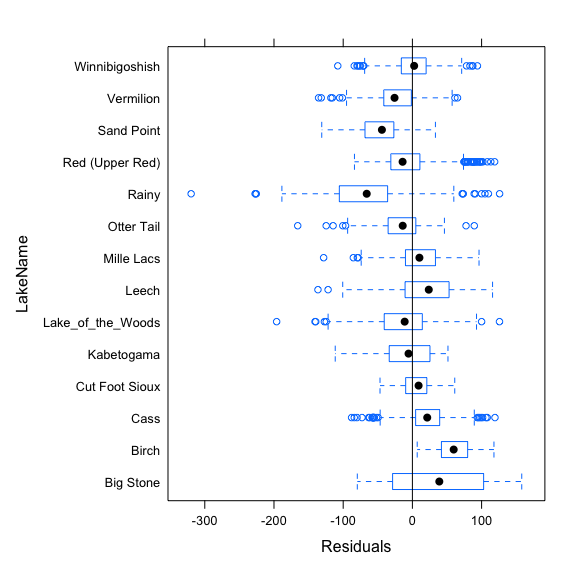 Winnibigoshish
Vermilion
Sand Point
Red (Upper Red)
Rainy
Otter Tail
Mille Lacs
Leech
Lake_of_the_Woods
Kabetogama
Cut Foot Sioux
Cass
Birch
Big Stone
LakeName
-300 -200 -100 0 100
Residuals